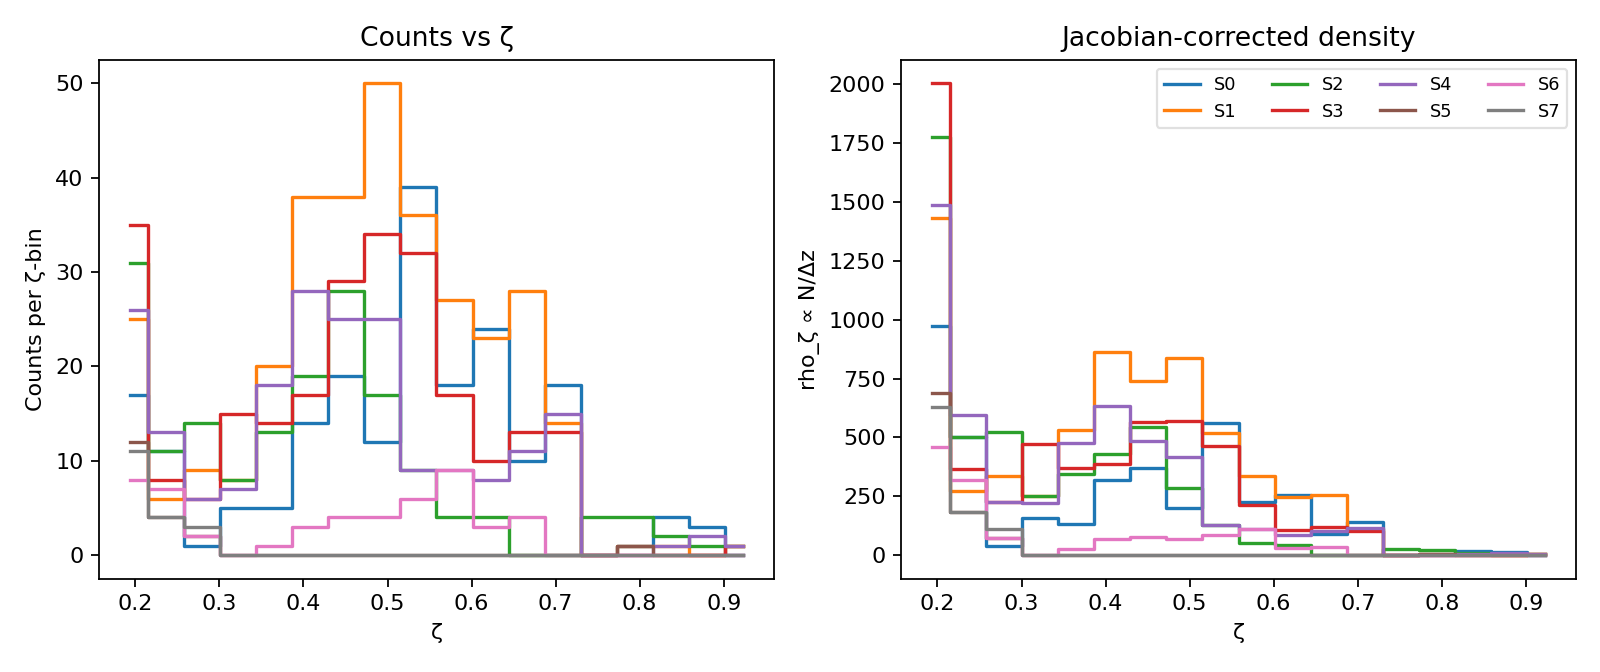 Counts vs ζ
Counts per ζ-bin
50
40
30
20
10
0
0.2 0.3 0.4 0.5 0.6 0.7 0.8 0.9
ζ
Jacobian-corrected density
rho_ζ ∝ N/Δz
2000
1750
1500
1250
1000
750
500
250
0
S0 S2 S4 S6
S1 S3 S5 S7
0.2 0.3 0.4 0.5 0.6 0.7 0.8 0.9
ζ